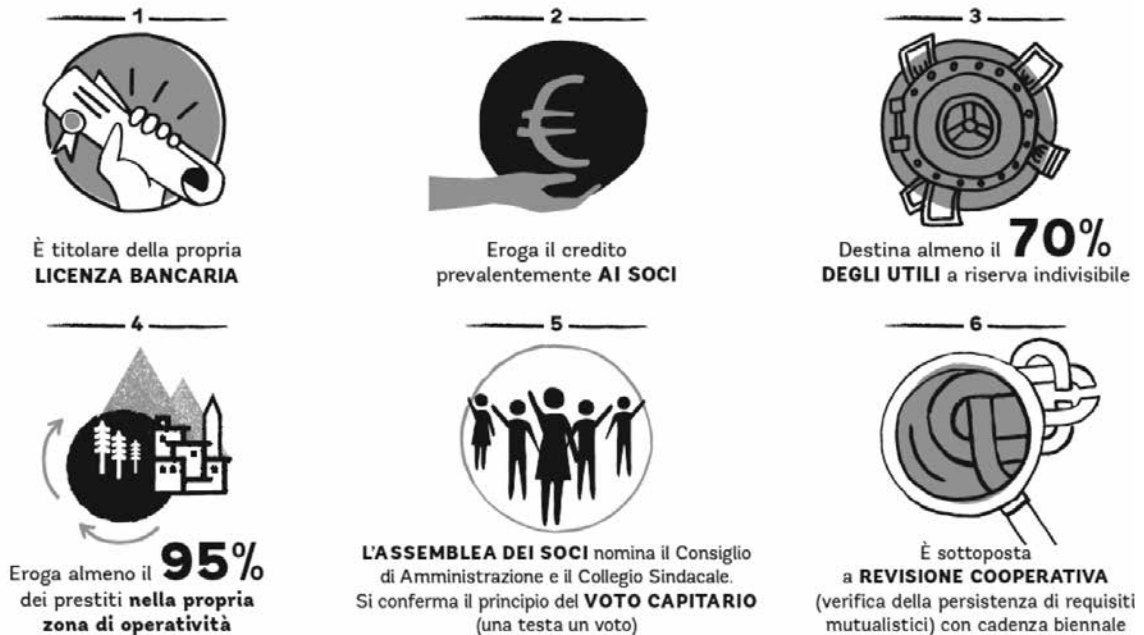 1
È titolare della propria
LICENZA BANCARIA
2
€
Eroga il credito
prevalentemente AI SOCI
3
Destina almeno il 70%
DEGLI UTILI a riserva indivisibile
4
Eroga almeno il 95%
dei prestiti nella propria
zona di operatività
5
L'ASSEMBLEA DEI SOCI nomina il Consiglio
di Amministrazione e il Collegio Sindacale.
Si conferma il principio del VOTO CAPITARIO
(una testa un voto)
6
È sottoposta
a REVISIONE COOPERATIVA
(verifica della persistenza di requisiti
mutualistici) con cadenza biennale